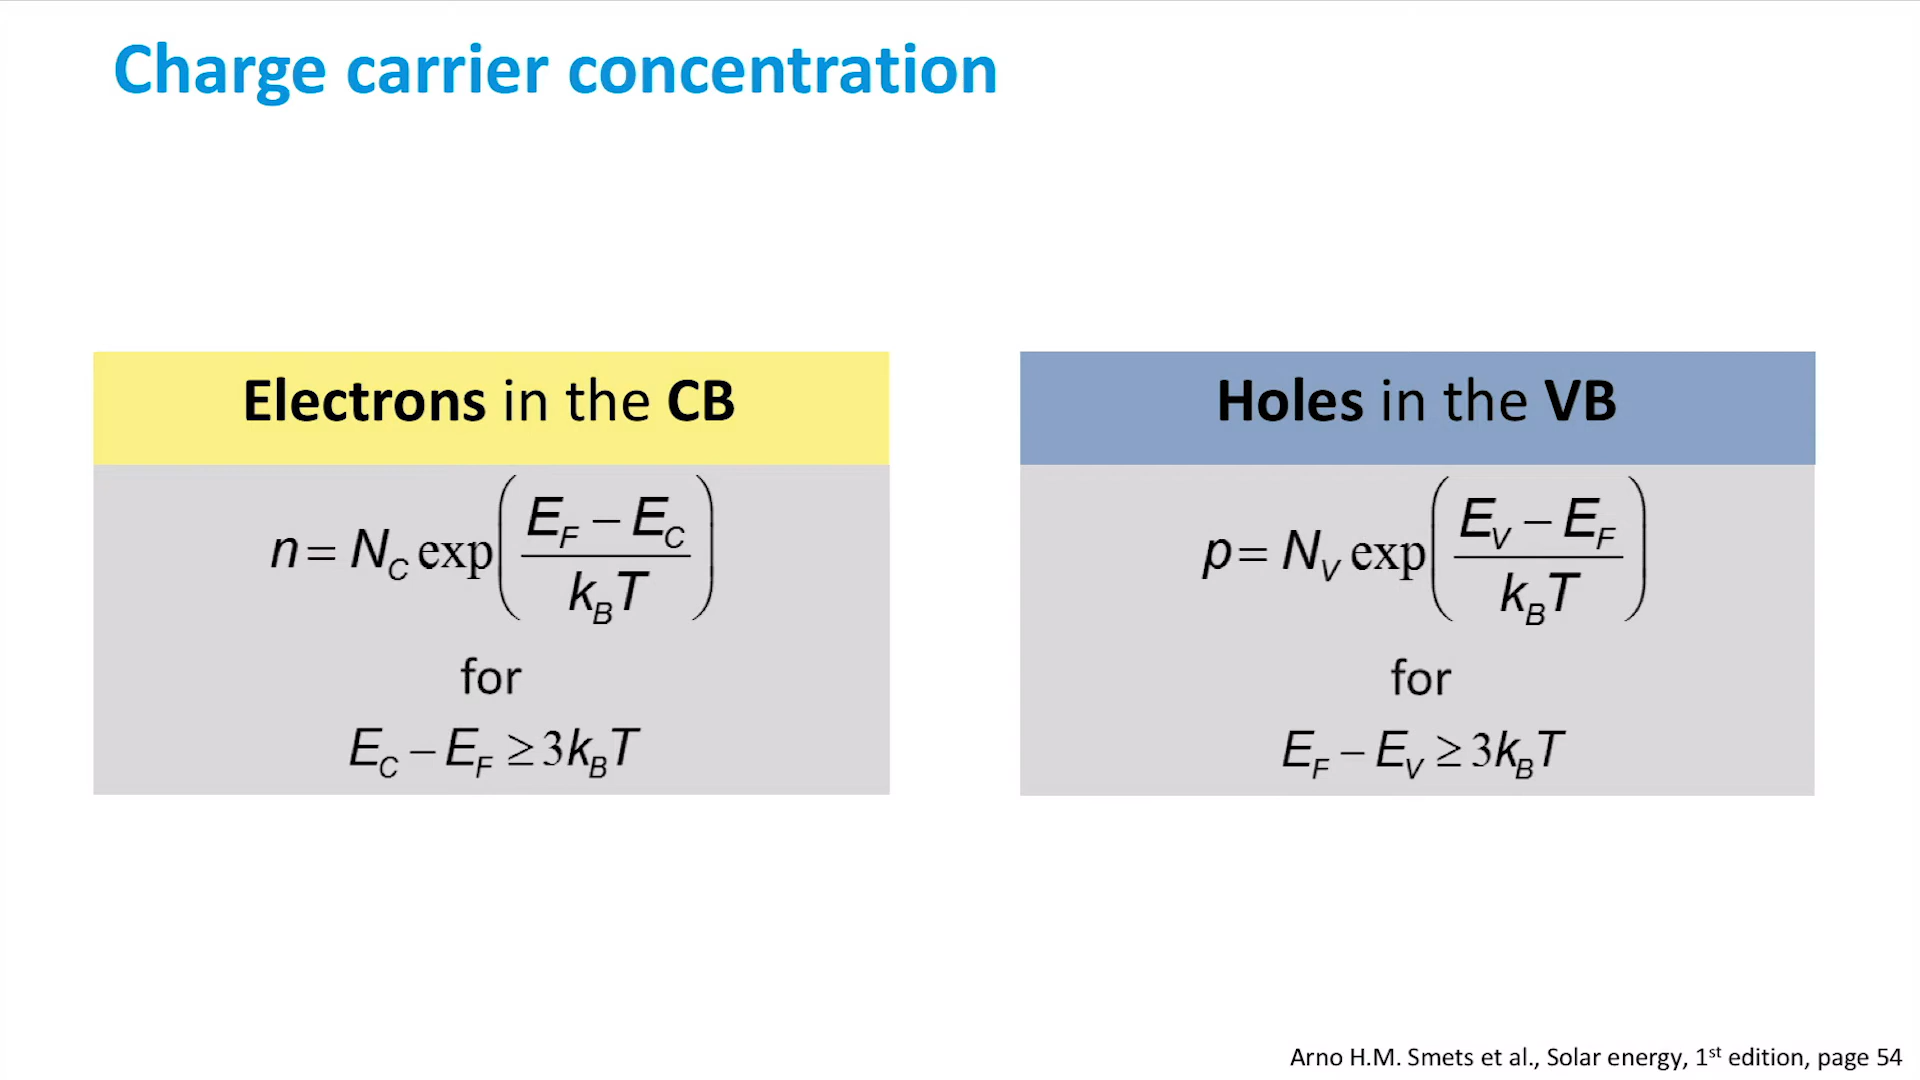 Charge carrier concentration
Electrons in the CB
n = N_C exp((E_F − E_C) / (k_B T))
for
E_C − E_F ≥ 3k_B T
Holes in the VB
p = N_V exp((E_V − E_F) / (k_B T))
for
E_F − E_V ≥ 3k_B T
Arno H.M. Smets et al., Solar energy, 1st edition, page 54